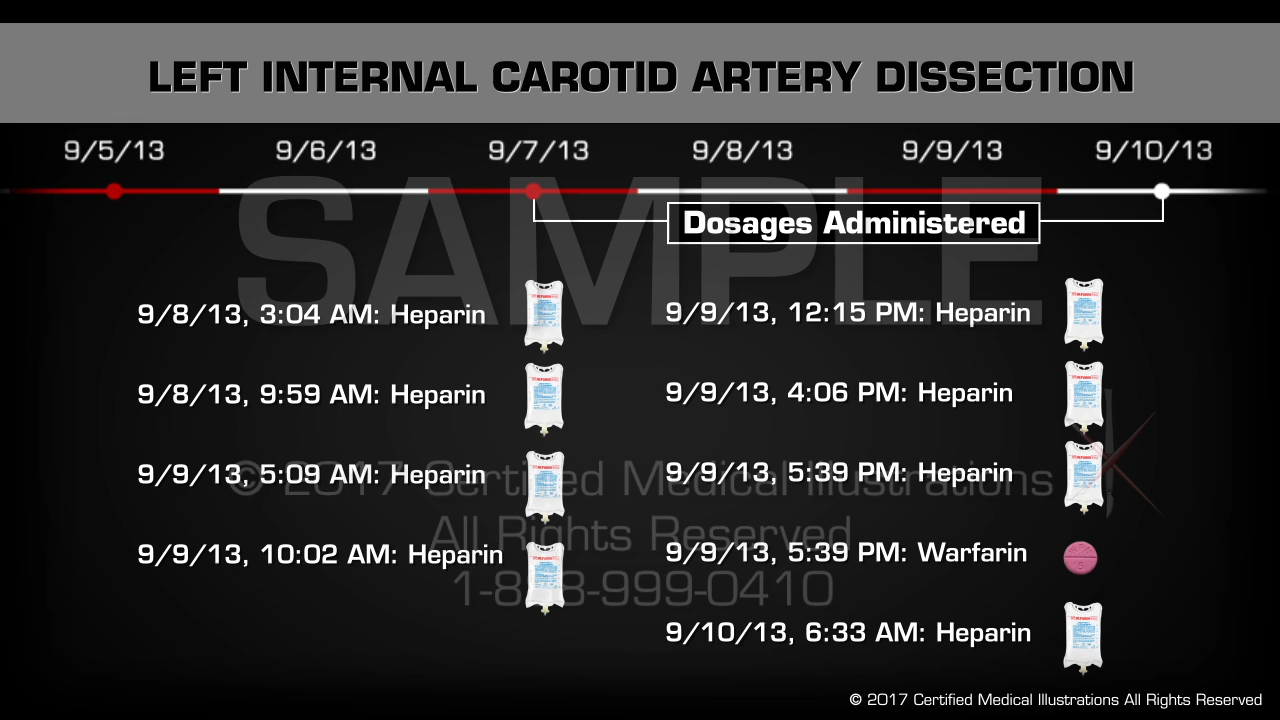 LEFT INTERNAL CAROTID ARTERY DISSECTION
9/5/13 9/6/13 9/7/13 9/8/13 9/9/13 9/10/13
SAMPLE
Dosages Administered
9/8/13, 3:04 AM: Heparin
9/8/13, 9:59 AM: Heparin
9/9/13, 5:09 AM: Heparin
9/9/13, 10:02 AM: Heparin
9/9/13, 12:15 PM: Heparin
9/9/13, 4:06 PM: Heparin
9/9/13, 5:39 PM: Heparin
9/9/13, 5:39 PM: Warfarin
9/10/13, 6:33 AM: Heparin
Certified Medical Illustrations
All Rights Reserved
© 2017 Certified Medical Illustrations All Rights Reserved